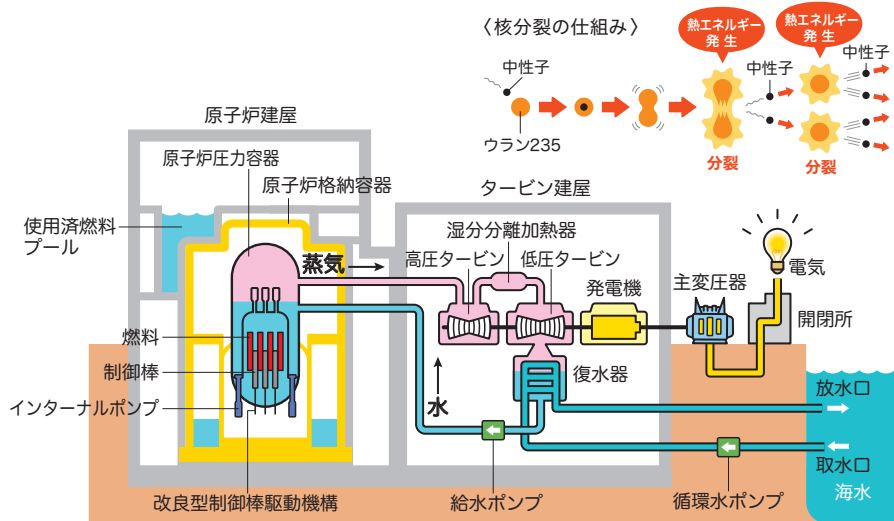 〈核分裂の仕組み〉
熱エネルギー
発生
熱エネルギー
発生
中性子
中性子
中性子
ウラン235
分裂
分裂
原子炉建屋
原子炉圧力容器
原子炉格納容器
使用済燃料
プール
タービン建屋
湿分分離加熱器
高圧タービン
低圧タービン
蒸気
発電機
主変圧器
電気
開閉所
燃料
制御棒
インターナルポンプ
水
復水器
放水口
取水口
海水
改良型制御棒駆動機構
給水ポンプ
循環水ポンプ